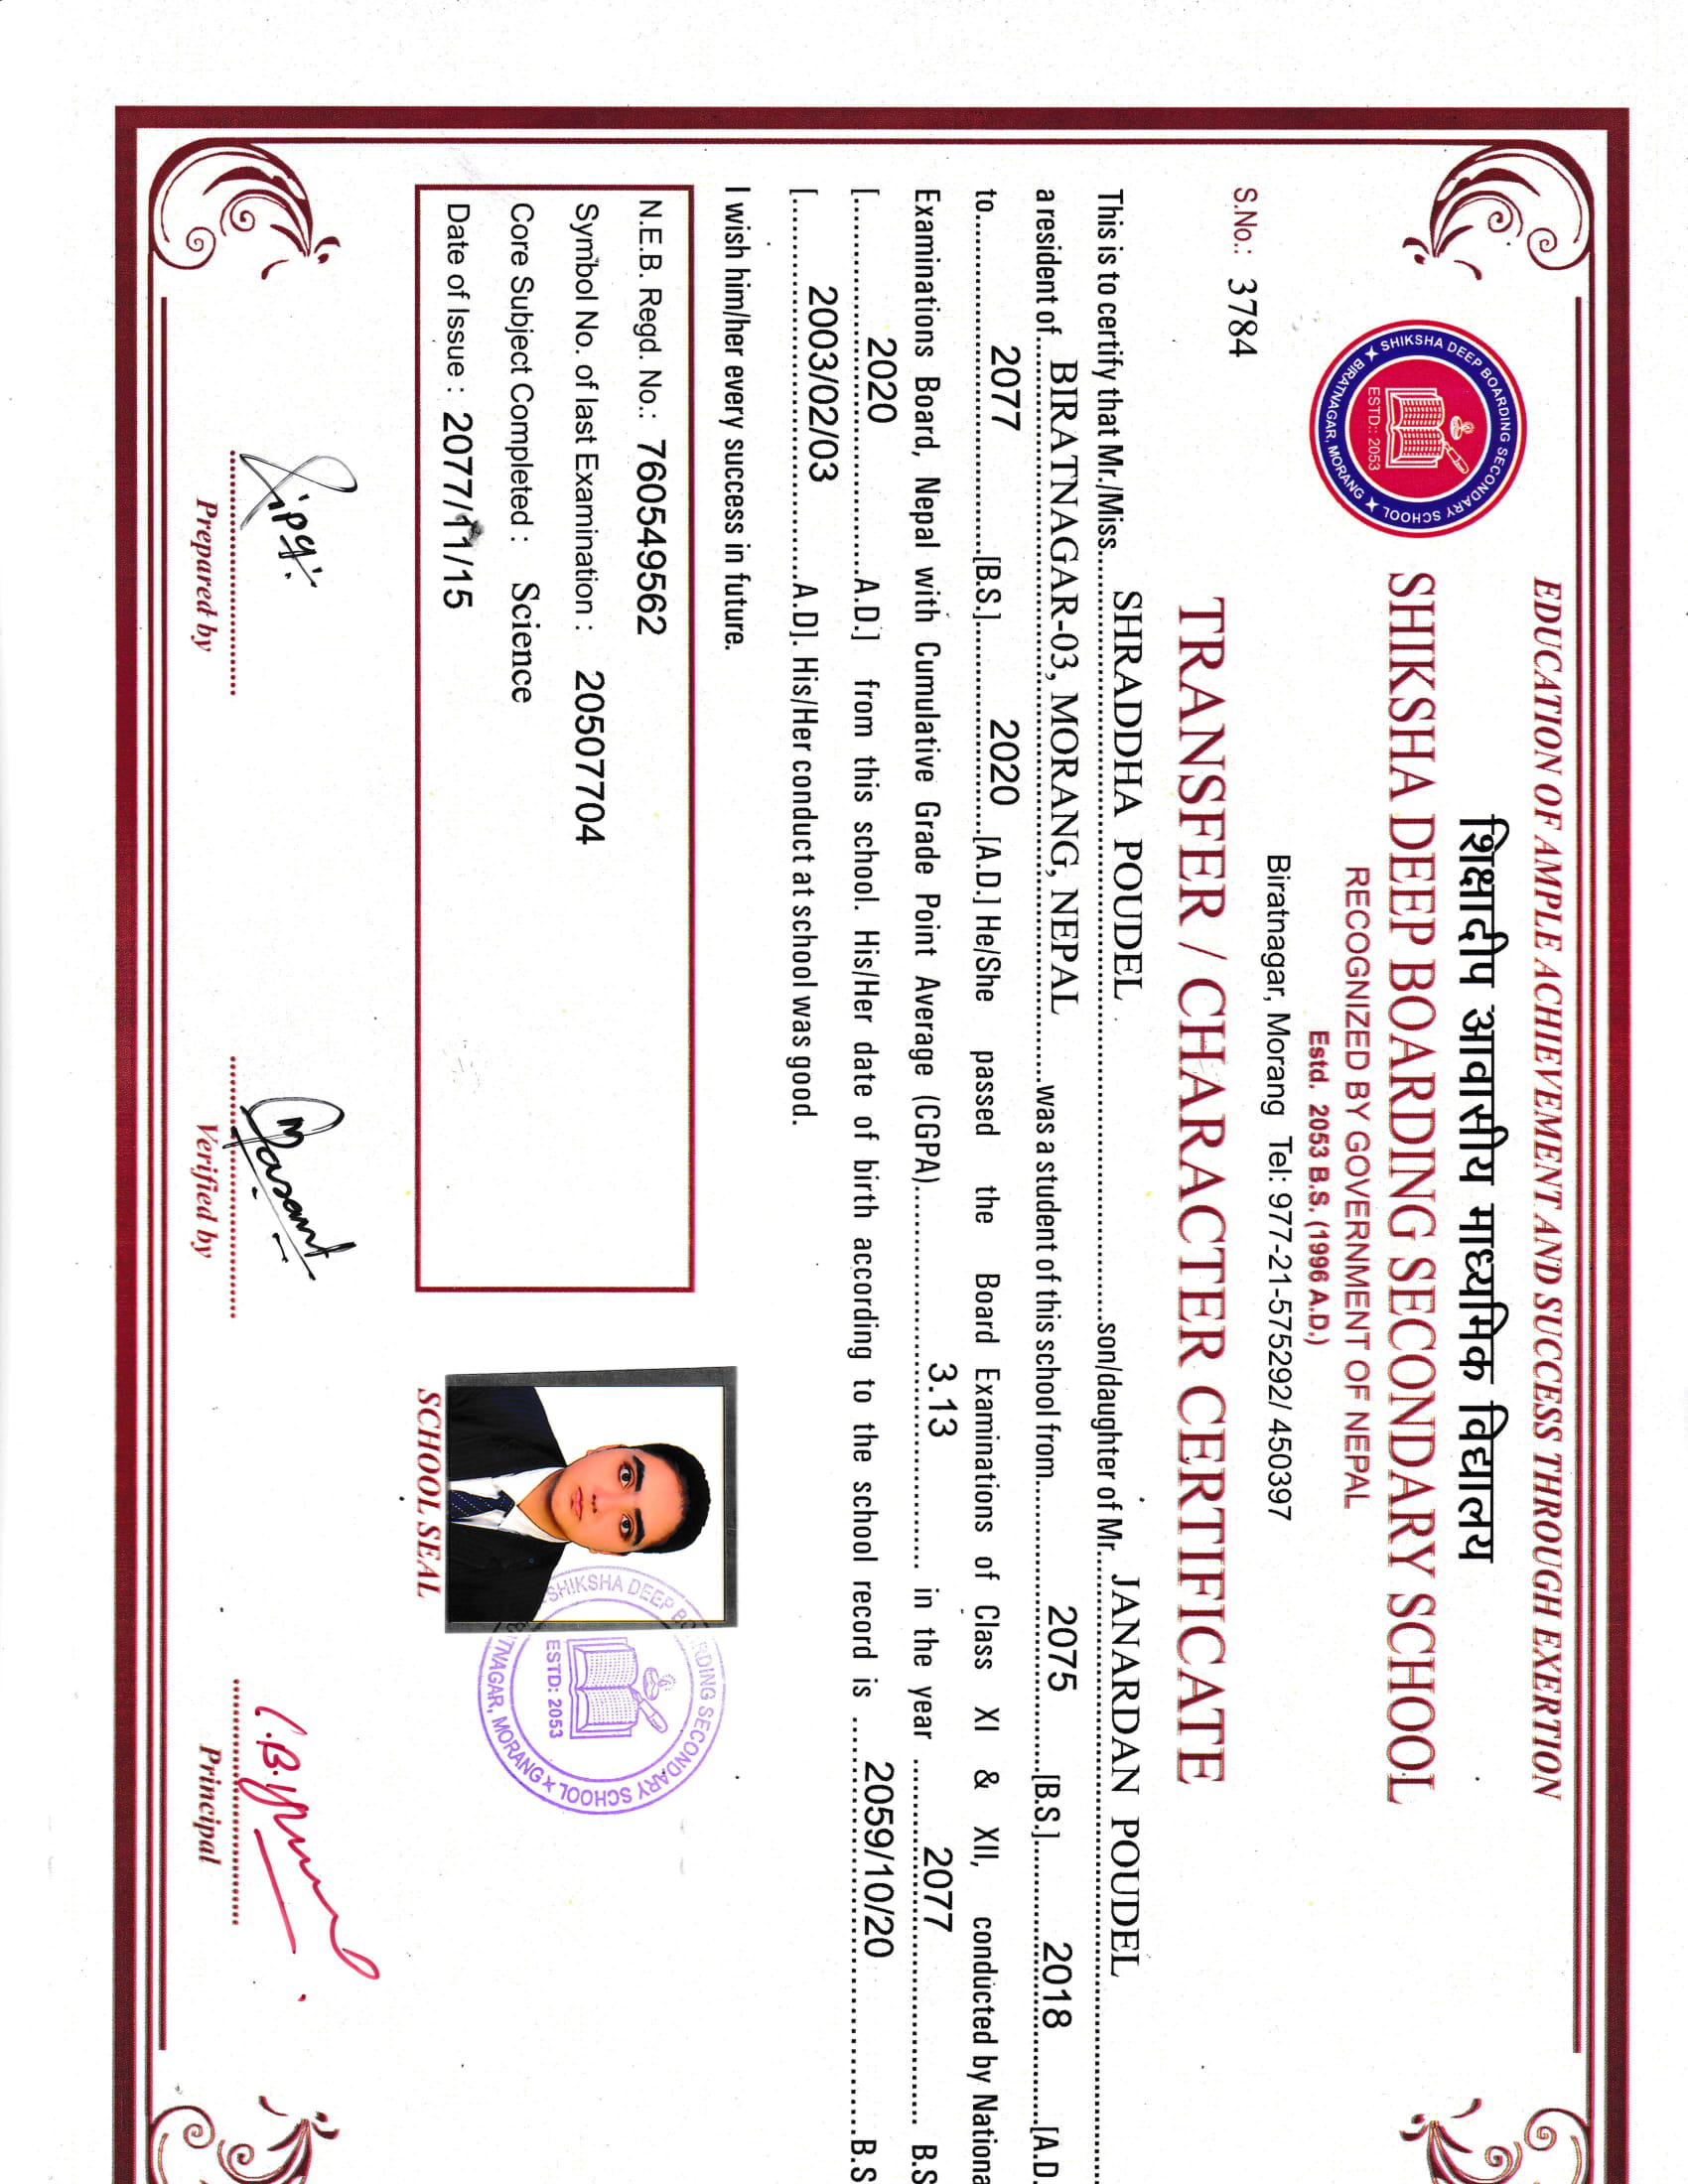 EDUCATION OF AMPLE ACHIEVEMENT AND SUCCESS THROUGH EXERTION
शिक्षादीप आवासीय माध्यमिक विद्यालय
SHIKSHA DEEP BOARDING SECONDARY SCHOOL
RECOGNIZED BY GOVERNMENT OF NEPAL
Estd. 2053 B.S. (1996 A.D.)
Biratnagar, Morang Tel: 977-21-575292/ 450397
SHIKSHA DEEP BOARDING SECONDARY SCHOOL
BIRATNAGAR, MORANG
ESTD.: 2053
S.No.: 3784
TRANSFER / CHARACTER CERTIFICATE
This is to certify that Mr./Miss. SHRADDHA POUDEL son/daughter of Mr. JANARDAN POUDEL
a resident of BIRATNAGAR-03, MORANG, NEPAL was a student of this school from 2075 [B.S.] 2018 [A.D.
to 2077 [B.S.] 2020 [A.D.] He/She passed the Board Examinations of Class XI & XII, conducted by Nationa
Examinations Board, Nepal with Cumulative Grade Point Average (CGPA) 3.13 in the year 2077 B.S
[ 2020 A.D.] from this school. His/Her date of birth according to the school record is 2059/10/20 B.S
[ 2003/02/03 A.D]. His/Her conduct at school was good.
I wish him/her every success in future.
N.E.B. Regd. No.: 760549562
Symbol No. of last Examination : 20507704
Core Subject Completed : Science
Date of Issue : 2077/11/15
SHIKSHA DEEP BOARDING SECONDARY SCHOOL
BIRATNAGAR, MORANG
ESTD: 2053
SCHOOL SEAL
Prepared by
Verified by
Principal